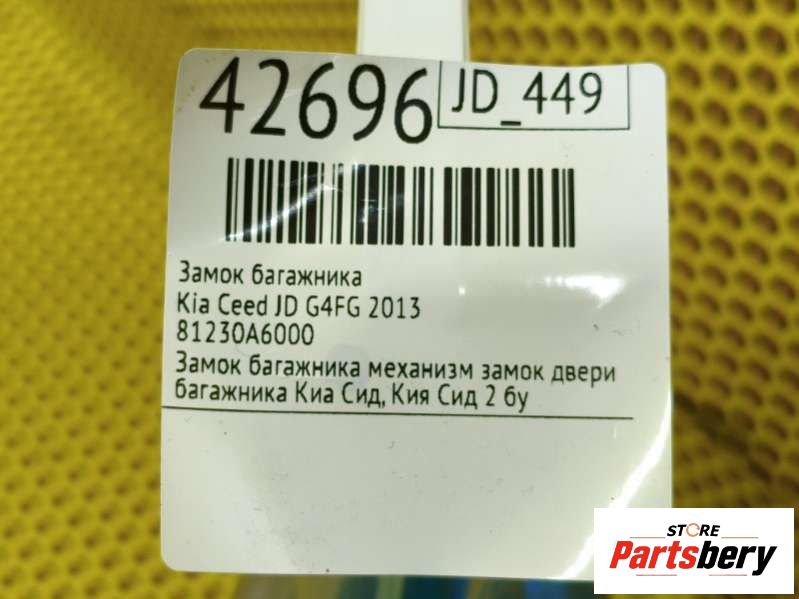 42696
JD_449
Замок багажника
Kia Ceed JD G4FG 2013
81230A6000
Замок багажника механизм замок двери
багажника Киа Сид, Кия Сид 2 бу
STORE
Partsbery